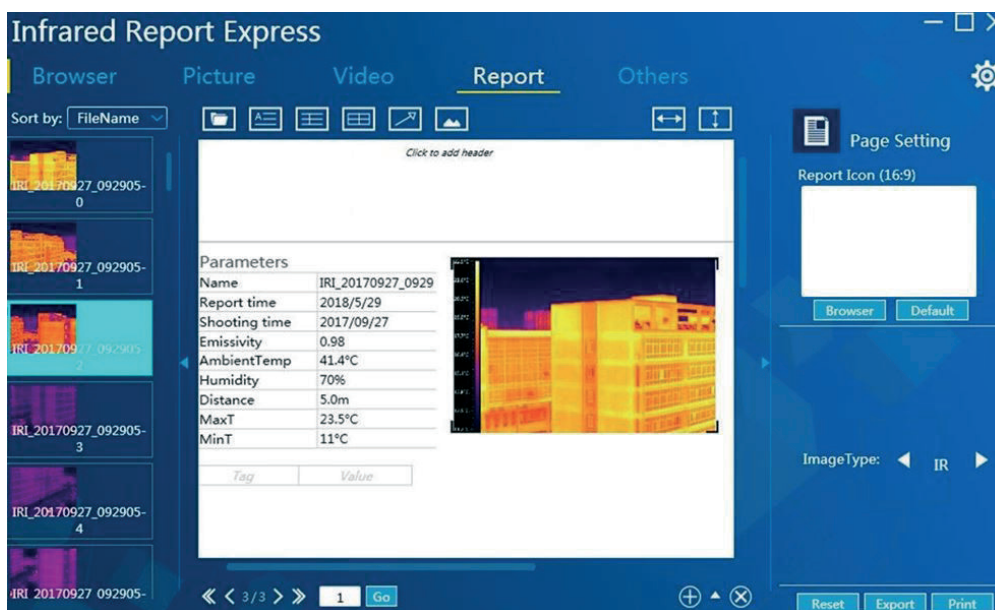 Infrared Report Express
Browser Picture Video Report Others
Sort by: FileName
IRI_20170927_092905-
0
IRI_20170927_092905-
1
IRI_20170927_092905
2
IRI_20170927_092905-
3
IRI_20170927_092905-
4
IRI_20170927_092905-
Click to add header
Parameters
Name IRI_20170927_0929
Report time 2018/5/29
Shooting time 2017/09/27
Emissivity 0.98
AmbientTemp 41.4°C
Humidity 70%
Distance 5.0m
MaxT 23.5°C
MinT 11°C
Tag Value
3/3 1 Go
Page Setting
Report Icon (16:9)
Browser Default
ImageType: IR
Reset Export Print